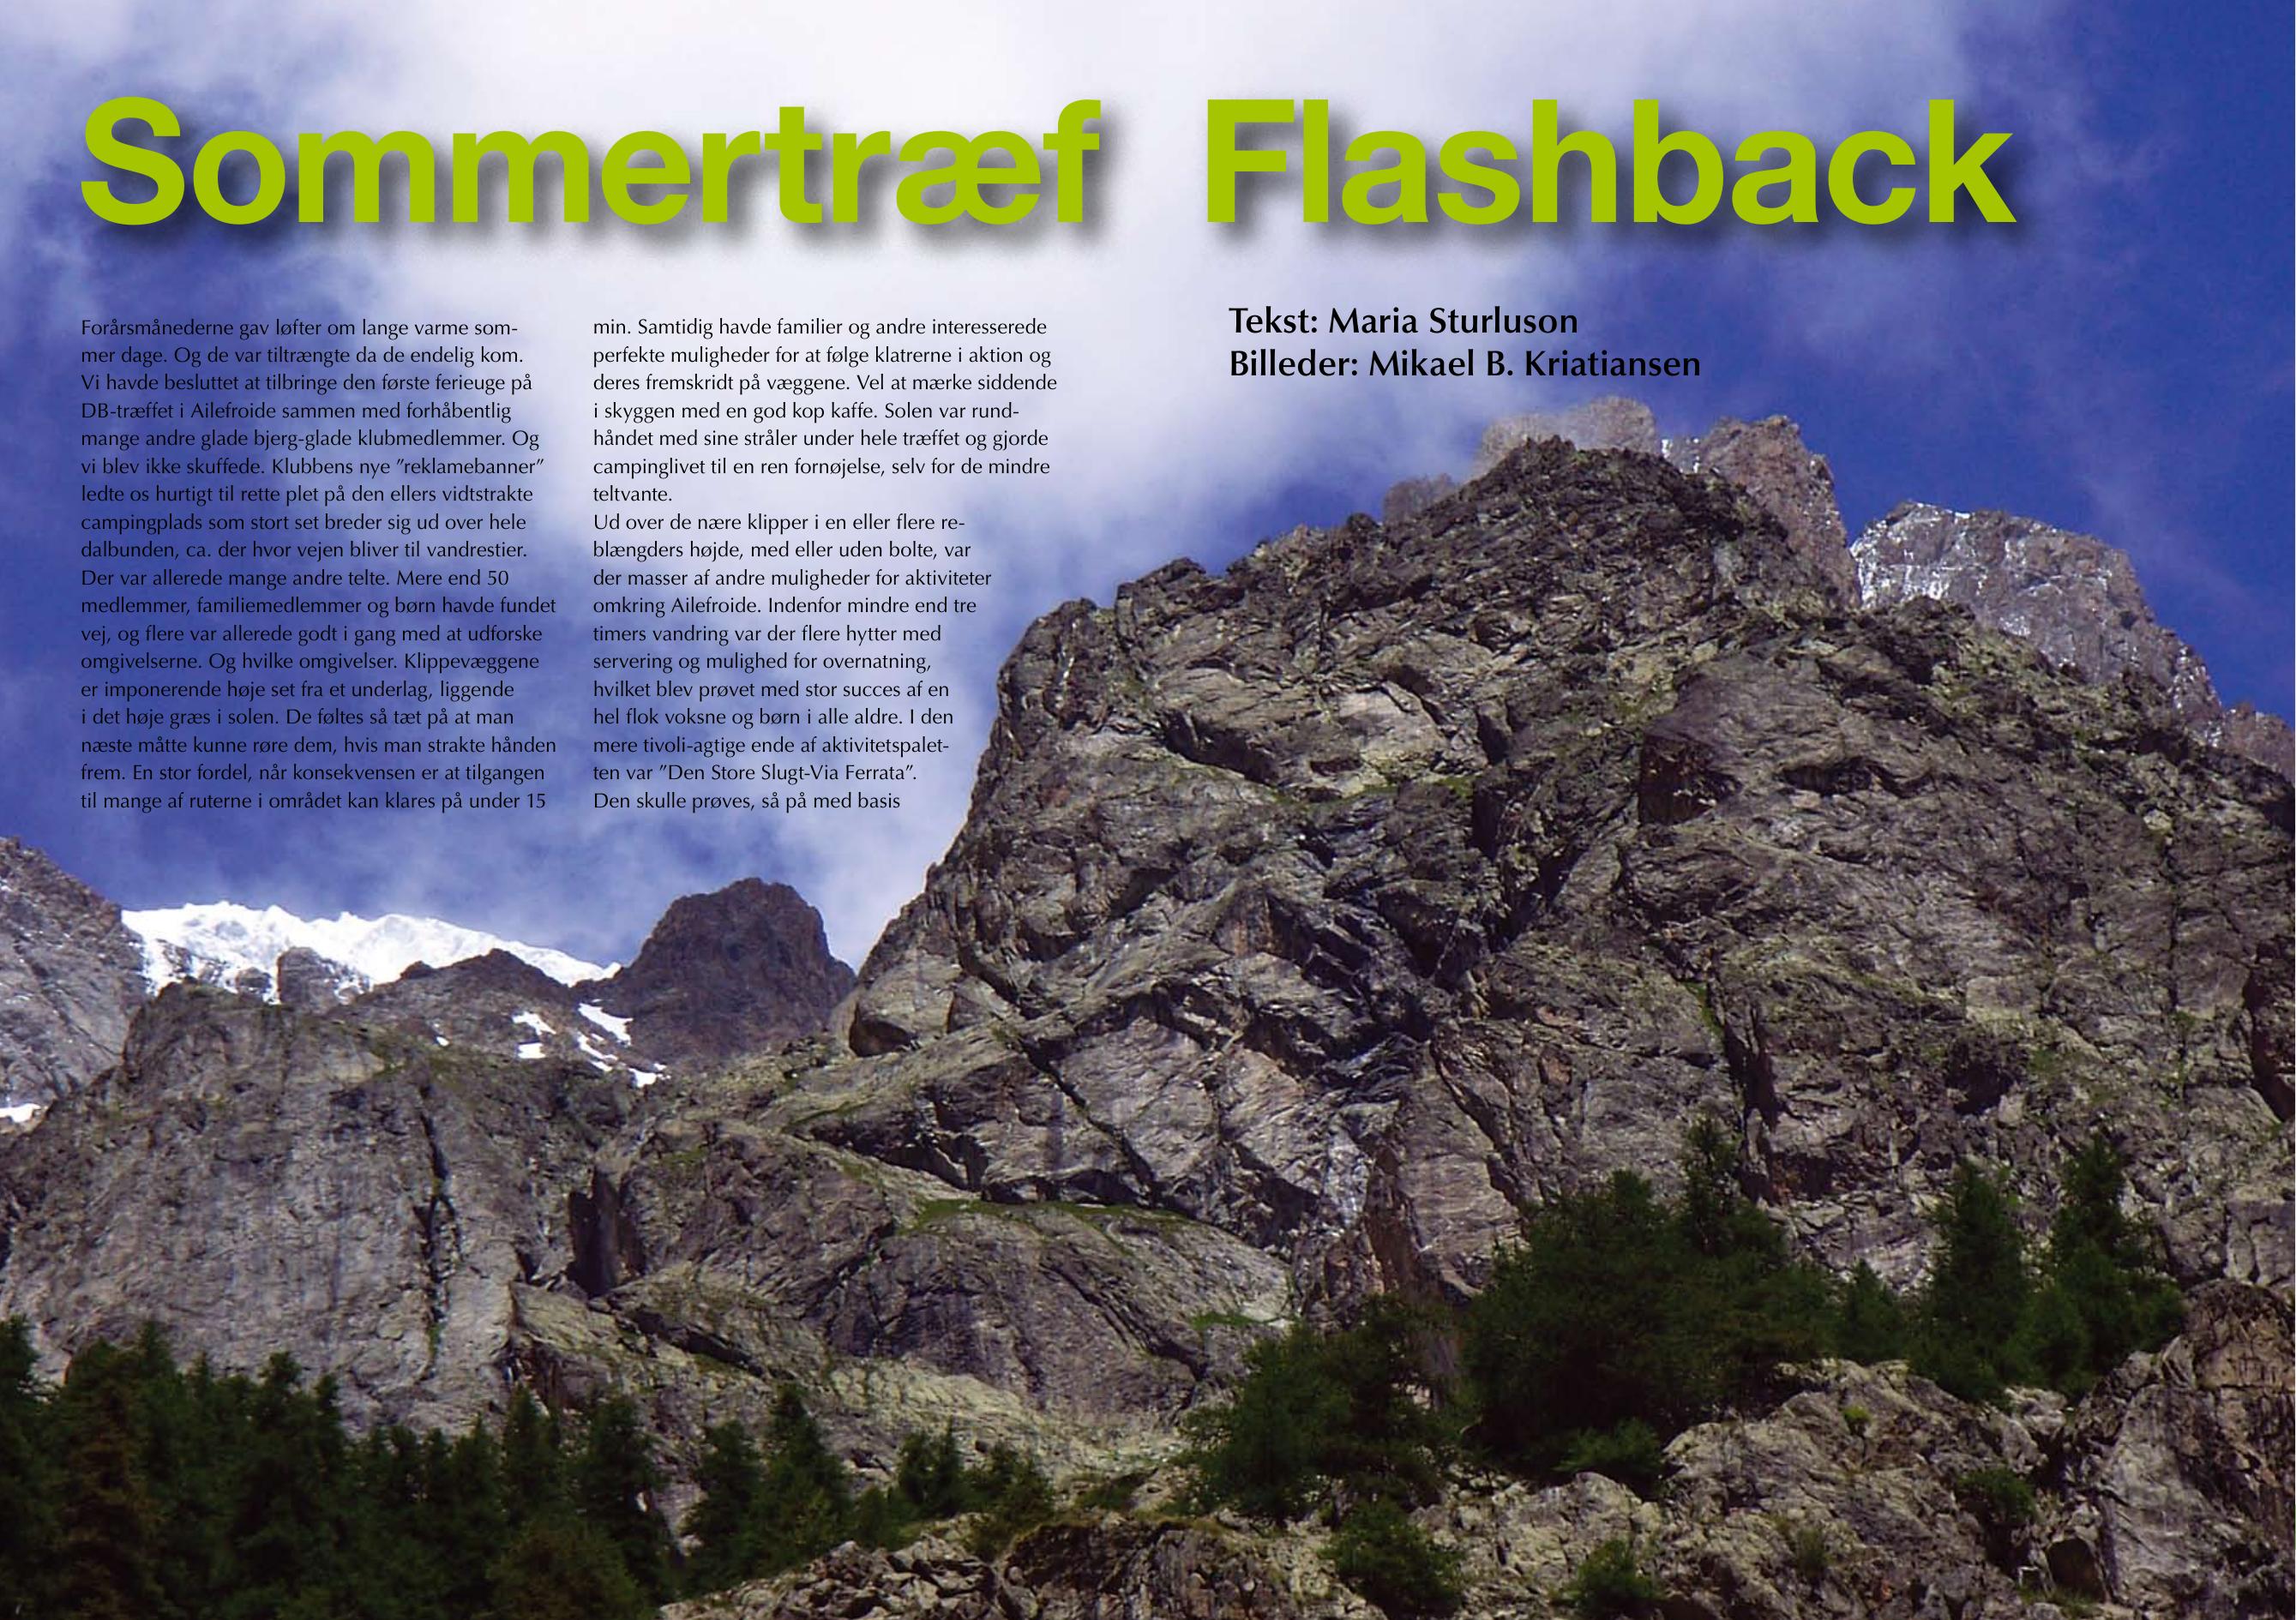 Sommertræf Flashback
Forårsmånederne gav løfter om lange varme som-
mer dage. Og de var tiltrængte da de endelig kom.
Vi havde besluttet at tilbringe den første ferieuge på
DB-træffet i Ailefroide sammen med forhåbentlig
mange andre glade bjerg-glade klubmedlemmer. Og
vi blev ikke skuffede. Klubbens nye ”reklamebanner”
ledte os hurtigt til rette plet på den ellers vidtstrakte
campingplads som stort set breder sig ud over hele
dalbunden, ca. der hvor vejen bliver til vandrestier.
Der var allerede mange andre telte. Mere end 50
medlemmer, familiemedlemmer og børn havde fundet
vej, og flere var allerede godt i gang med at udforske
omgivelserne. Og hvilke omgivelser. Klippevæggene
er imponerende høje set fra et underlag, liggende
i det høje græs i solen. De føltes så tæt på at man
næste måtte kunne røre dem, hvis man strakte hånden
frem. En stor fordel, når konsekvensen er at tilgangen
til mange af ruterne i området kan klares på under 15
min. Samtidig havde familier og andre interesserede
perfekte muligheder for at følge klatrerne i aktion og
deres fremskridt på væggene. Vel at mærke siddende
i skyggen med en god kop kaffe. Solen var rund-
håndet med sine stråler under hele træffet og gjorde
campinglivet til en ren fornøjelse, selv for de mindre
teltvante.
Ud over de nære klipper i en eller flere re-
blængders højde, med eller uden bolte, var
der masser af andre muligheder for aktiviteter
omkring Ailefroide. Indenfor mindre end tre
timers vandring var der flere hytter med
servering og mulighed for overnatning,
hvilket blev prøvet med stor succes af en
hel flok voksne og børn i alle aldre. I den
mere tivoli-agtige ende af aktivitetspalet-
ten var ”Den Store Slugt-Via Ferrata”.
Den skulle prøves, så på med basis
Tekst: Maria Sturluson
Billeder: Mikael B. Kriatiansen